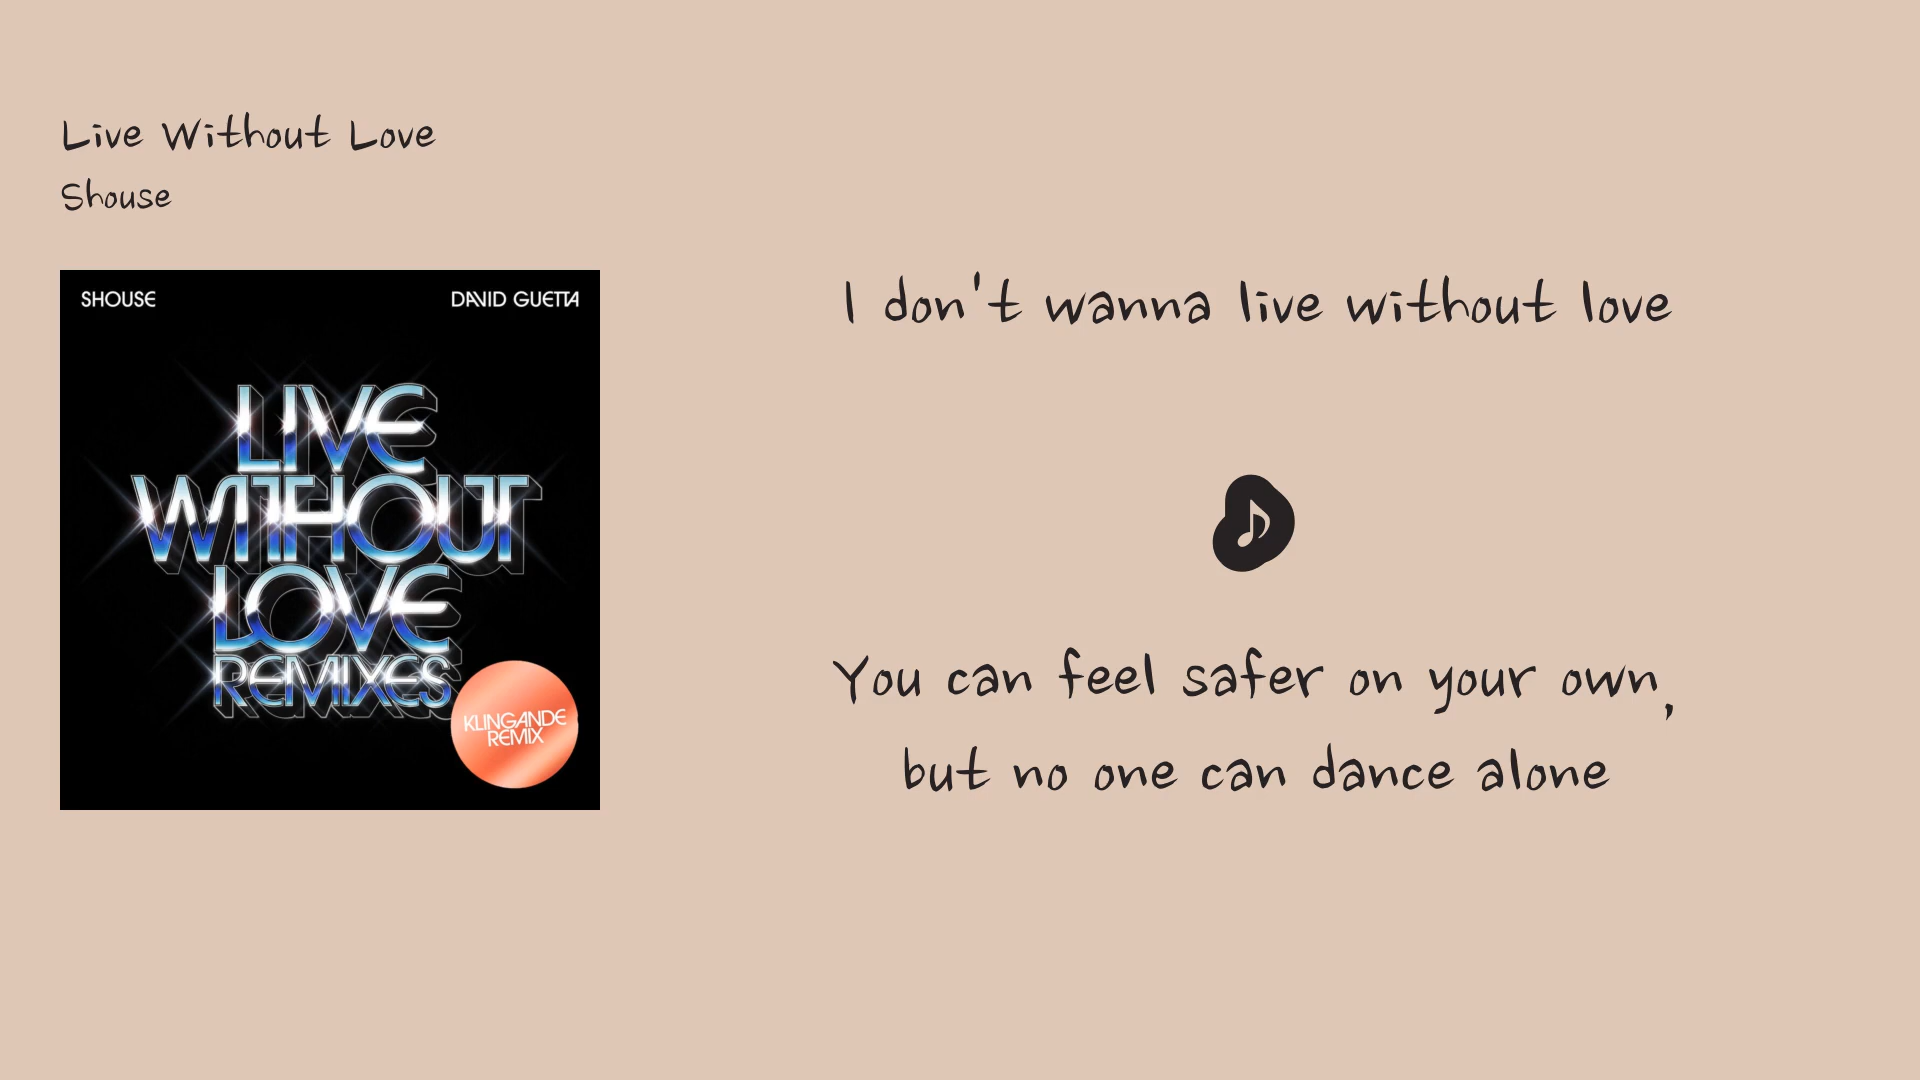 Live Without Love
Shouse
SHOUSE
DAVID GUETTA
LIVE
WITHOUT
LOVE
REMIXES
KLINGANDE
REMIX
I don't wanna live without love
You can feel safer on your own,
but no one can dance alone